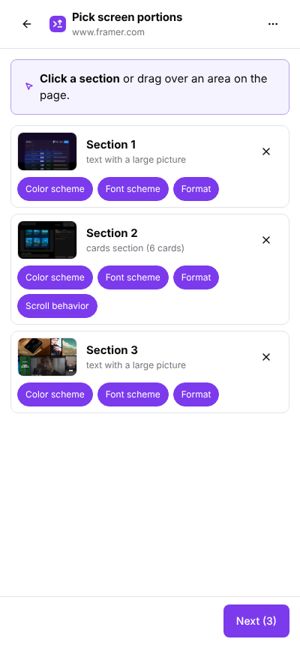 Pick screen portions
www.framer.com
Click a section or drag over an area on the
page.
Section 1
text with a large picture
Color scheme
Font scheme
Format
Section 2
cards section (6 cards)
Color scheme
Font scheme
Format
Scroll behavior
Section 3
text with a large picture
Color scheme
Font scheme
Format
Next (3)